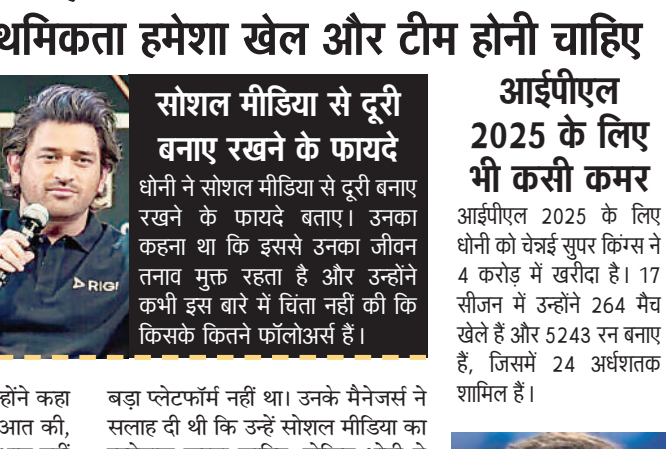 थमिकता हमेशा खेल और टीम होनी चाहिए
सोशल मीडिया से दूरी
बनाए रखने के फायदे
धोनी ने सोशल मीडिया से दूरी बनाए
रखने के फायदे बताए। उनका
कहना था कि इससे उनका जीवन
तनाव मुक्त रहता है और उन्होंने
कभी इस बारे में चिंता नहीं की कि
किसके कितने फॉलोअर्स हैं।
RIGI
आईपीएल
2025 के लिए
भी कसी कमर
आईपीएल 2025 के लिए
धोनी को चेन्नई सुपर किंग्स ने
4 करोड़ में खरीदा है। 17
सीजन में उन्होंने 264 मैच
खेले हैं और 5243 रन बनाए
हैं, जिसमें 24 अर्धशतक
शामिल हैं।
होंने कहा
आत की,
बड़ा प्लेटफॉर्म नहीं था। उनके मैनेजर्स ने
सलाह दी थी कि उन्हें सोशल मीडिया का